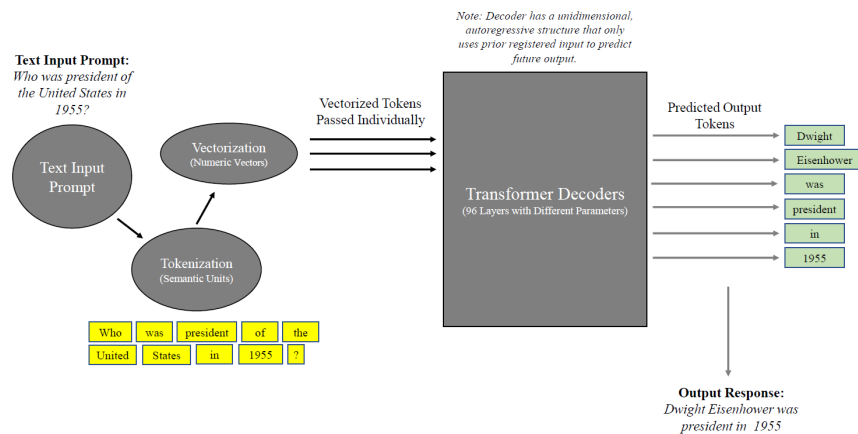 Note: Decoder has a unidimensional,
autoregressive structure that only
uses prior registered input to predict
future output.
Text Input Prompt:
Who was president of
the United States in
1955?
Text Input
Prompt
Vectorization
(Numeric Vectors)
Tokenization
(Semantic Units)
Who was president of the
United States in 1955 ?
Vectorized Tokens
Passed Individually
Transformer Decoders
(96 Layers with Different Parameters)
Predicted Output
Tokens
Dwight
Eisenhower
was
president
in
1955
Output Response:
Dwight Eisenhower was
president in 1955